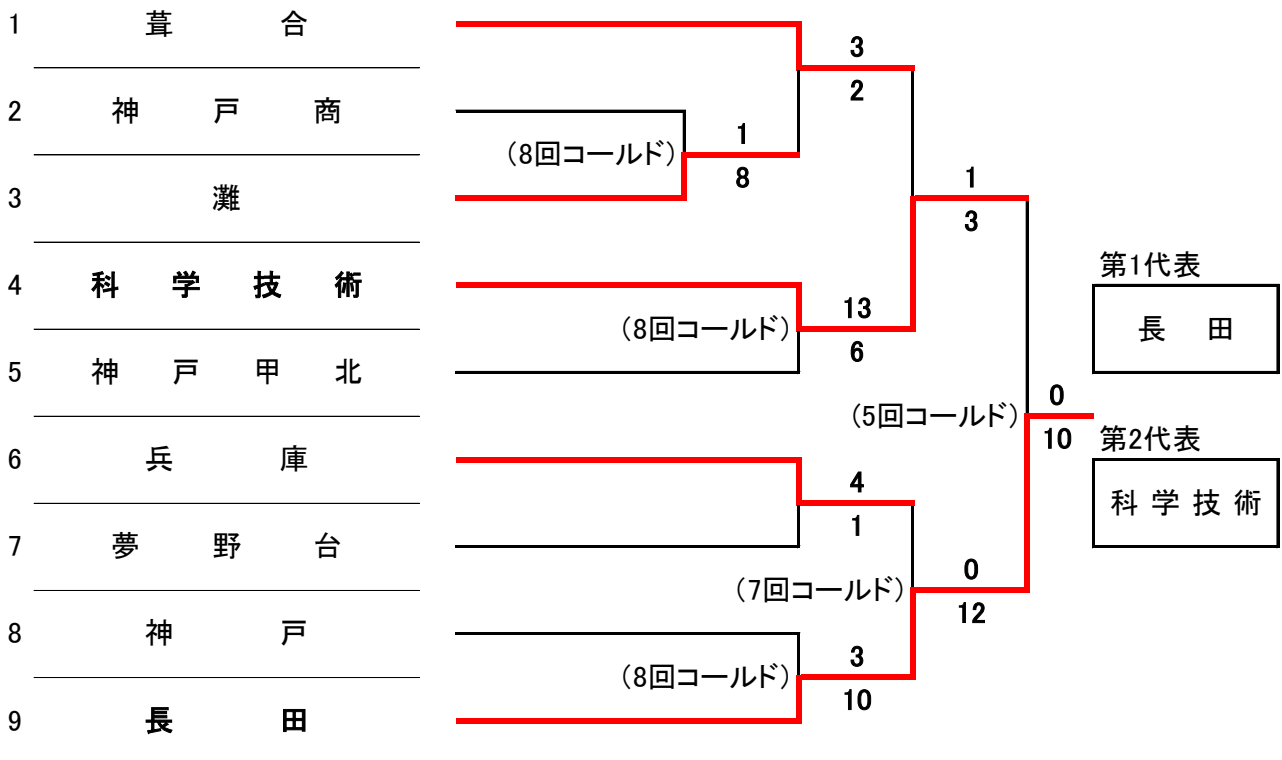 1 葺合
3
2
2 神戸商
(8回コールド)
1
8
3 灘
1
3
4 科学技術
第1代表
長田
(8回コールド)
13
6
5 神戸甲北
(5回コールド)
0
10
第2代表
科学技術
6 兵庫
4
1
7 夢野台
(7回コールド)
0
12
8 神戸
(8回コールド)
3
10
9 長田